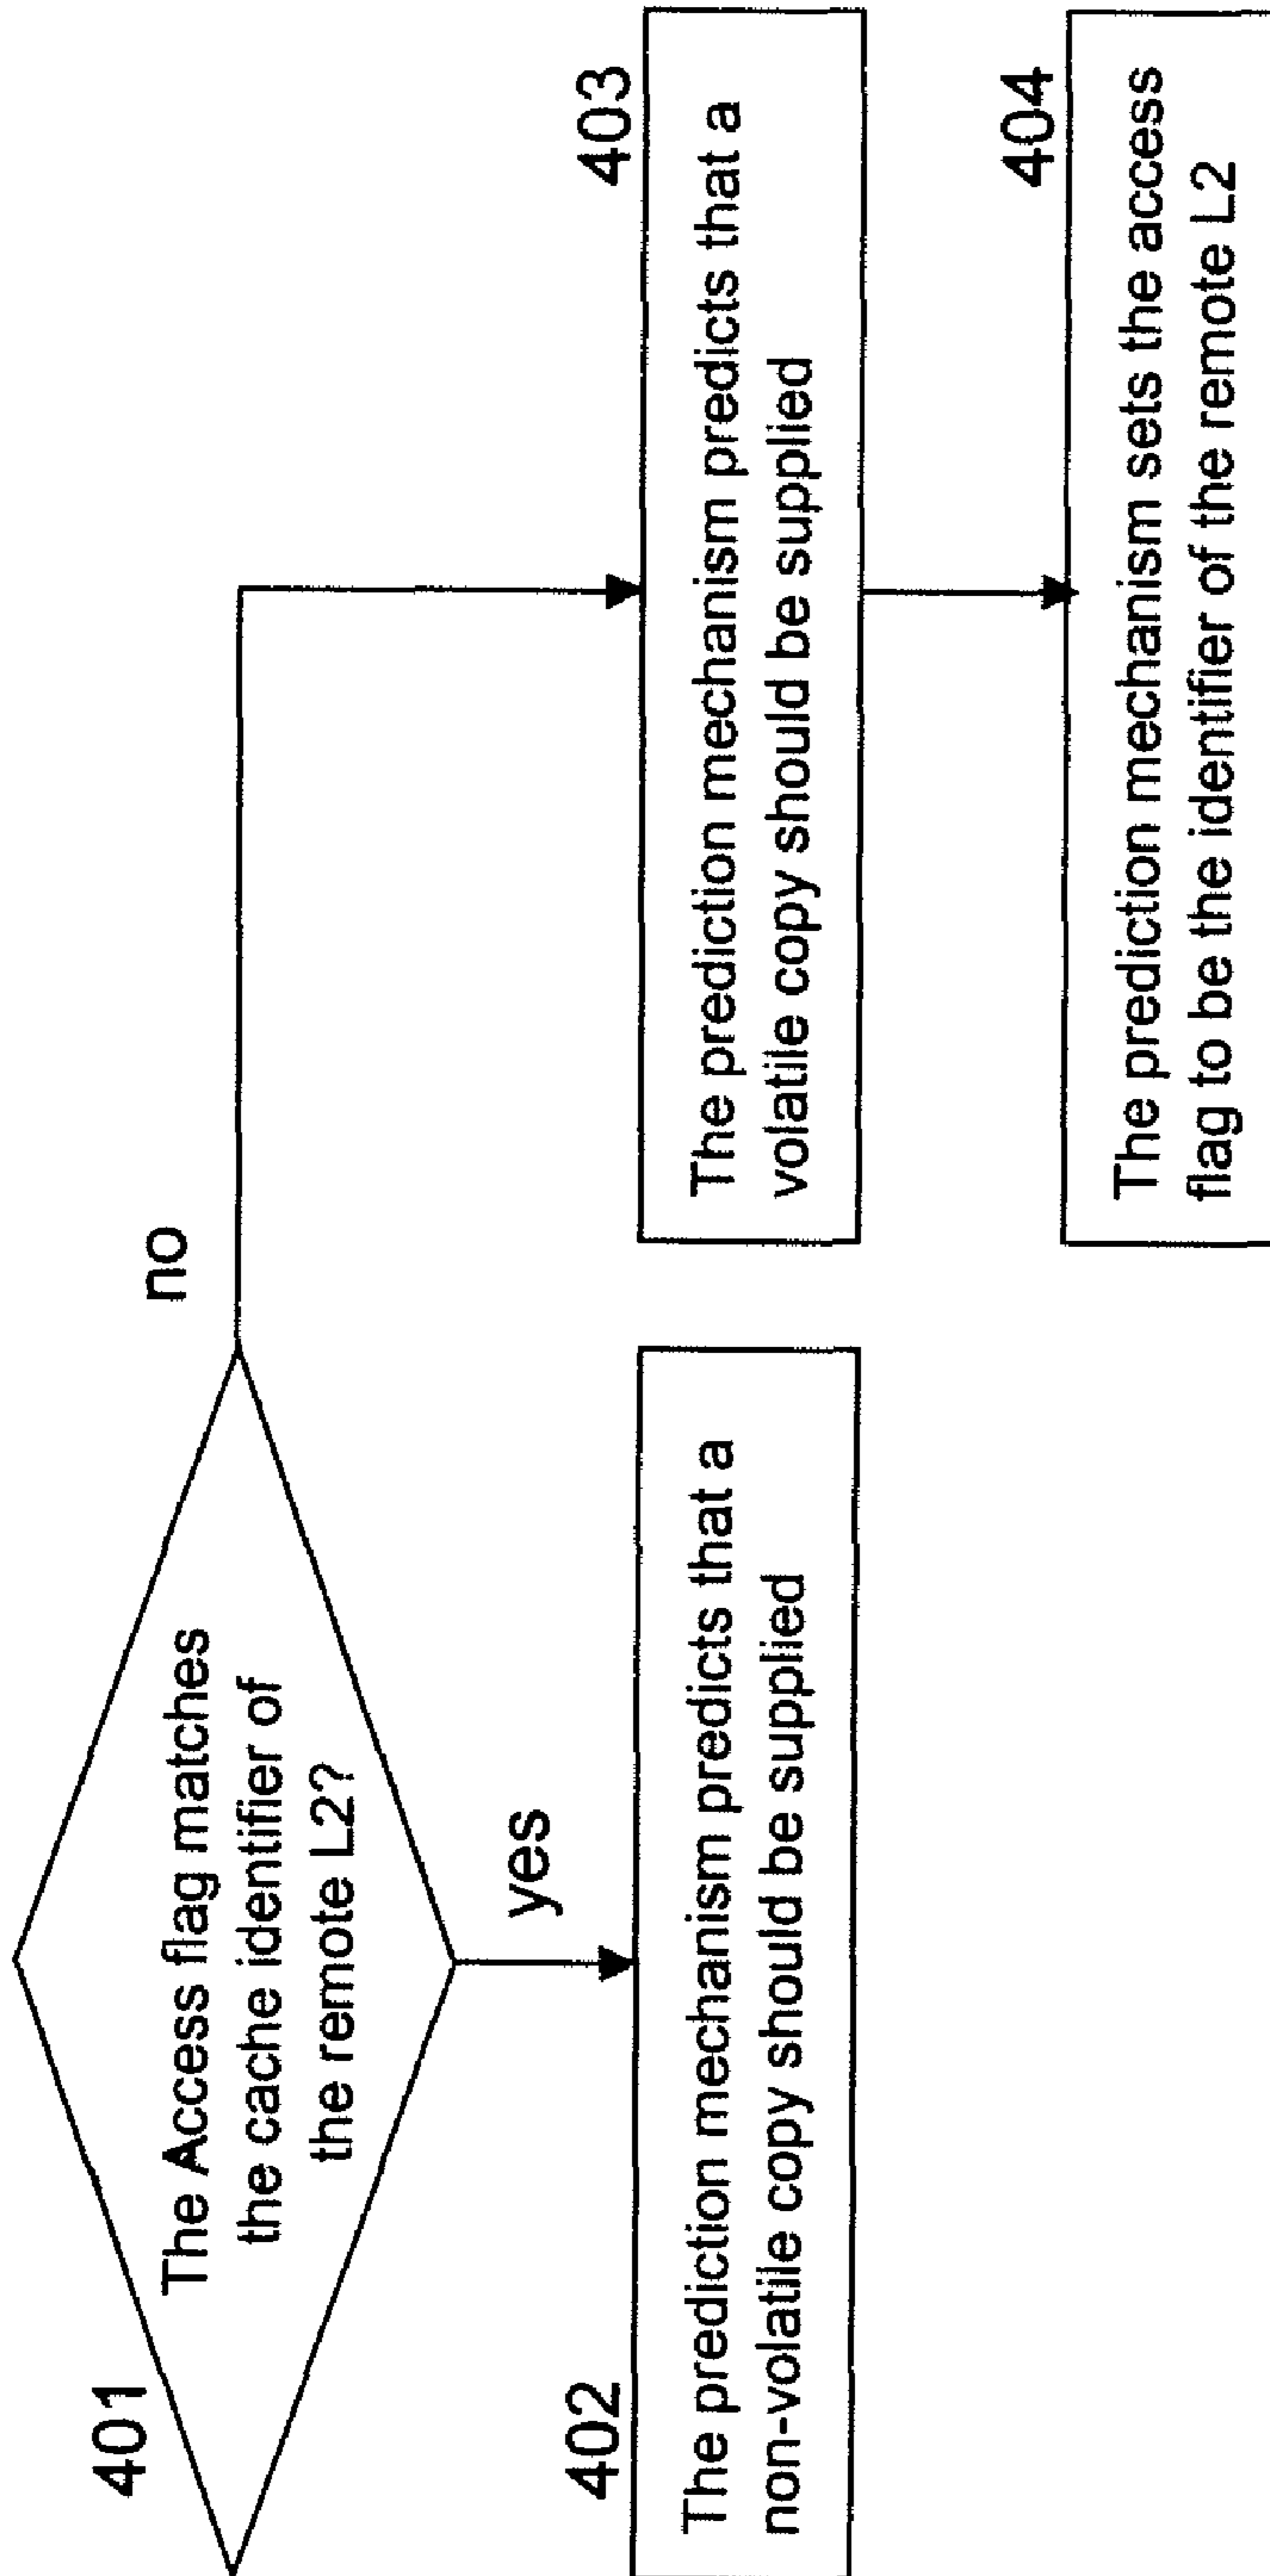 401
The Access flag matches
the cache identifier of
the remote L2?
no
yes
402
The prediction mechanism predicts that a
non-volatile copy should be supplied
403
The prediction mechanism predicts that a
volatile copy should be supplied
404
The prediction mechanism sets the access
flag to be the identifier of the remote L2